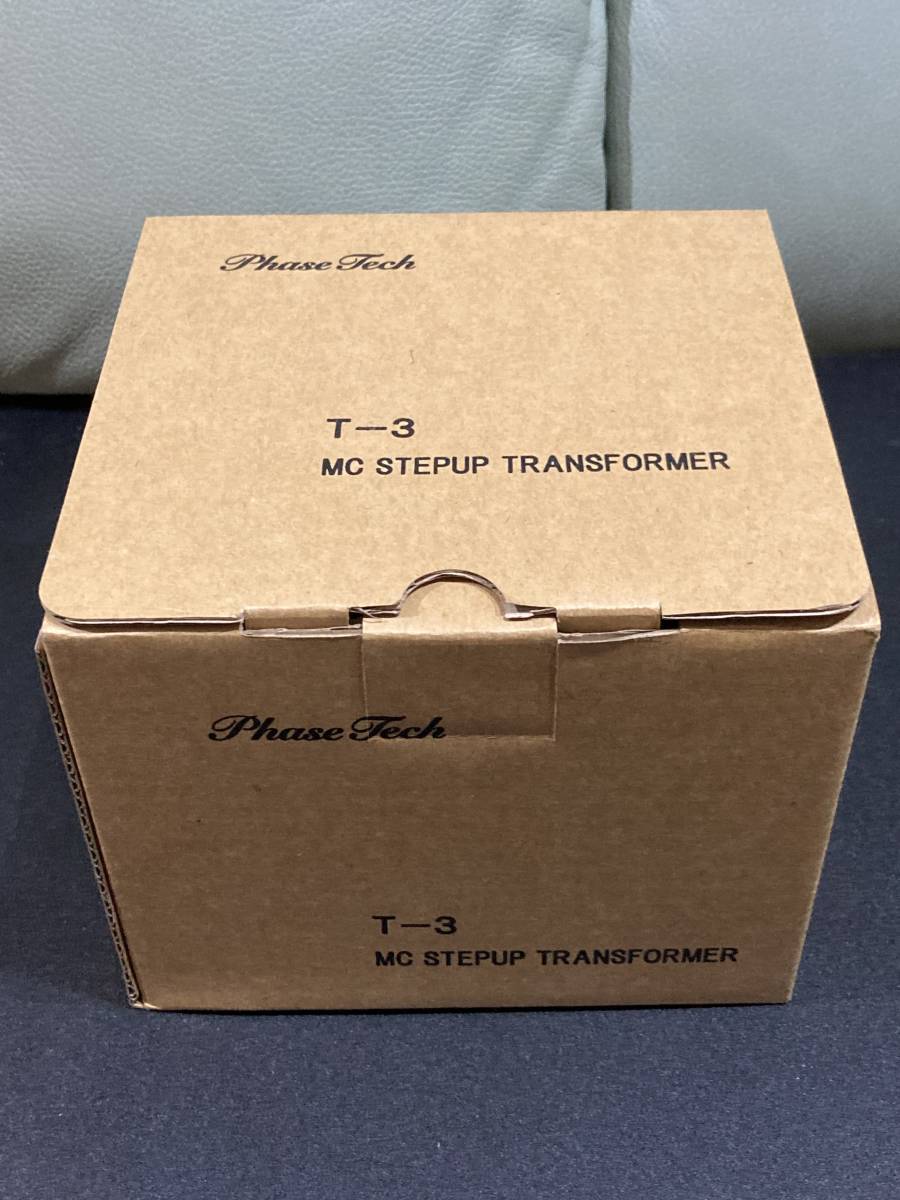 Phase Tech
T-3
MC STEPUP TRANSFORMER
Phase Tech
T-3
MC STEPUP TRANSFORMER